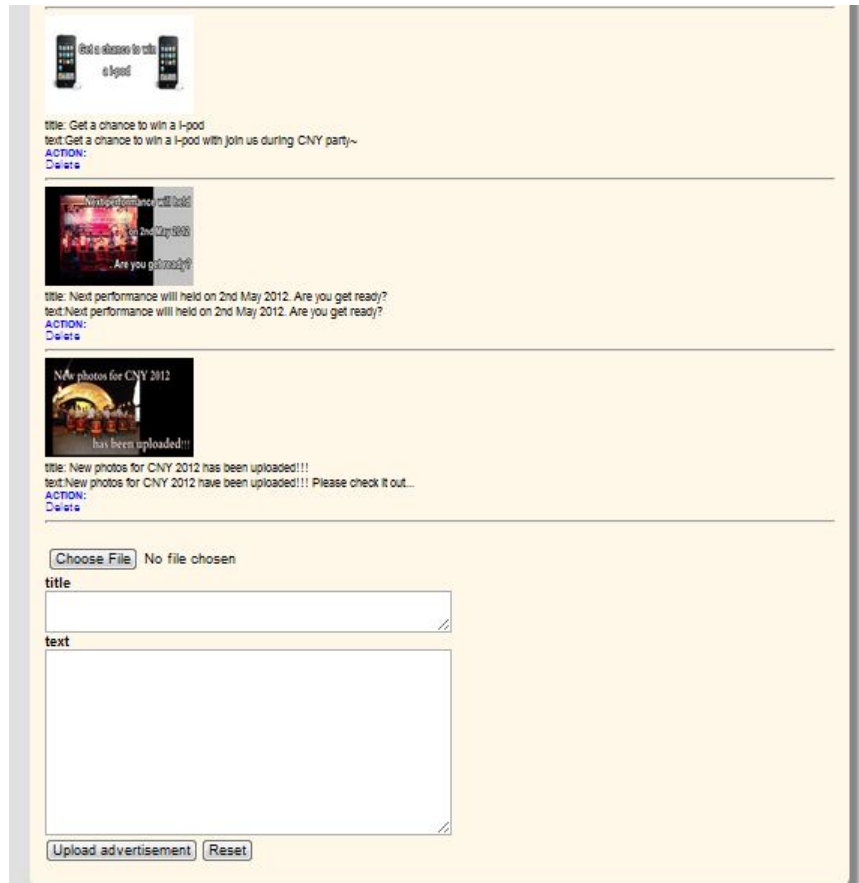 Get a chance to win
a i-pod
title: Get a chance to win a i-pod
text:Get a chance to win a i-pod with join us during CNY party~
ACTION:
Delete
Next performance will held
on 2nd May 2012
. Are you get ready?
title: Next performance will held on 2nd May 2012. Are you get ready?
text:Next performance will held on 2nd May 2012. Are you get ready?
ACTION:
Delete
New photos for CNY 2012
has been uploaded!!!
title: New photos for CNY 2012 has been uploaded!!!
text:New photos for CNY 2012 have been uploaded!!! Please check it out...
ACTION:
Delete
Choose File No file chosen
title
text
Upload advertisement Reset